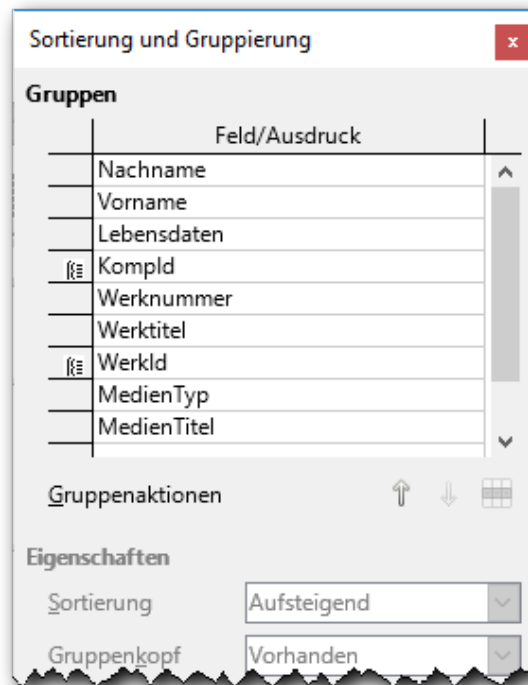 Sortierung und Gruppierung
x
Gruppen
Feld/Ausdruck
Nachname
Vorname
Lebensdaten
KompId
Werknummer
Werktitel
WerkId
MedienTyp
MedienTitel
Gruppenaktionen
Eigenschaften
Sortierung Aufsteigend
Gruppenkopf Vorhanden